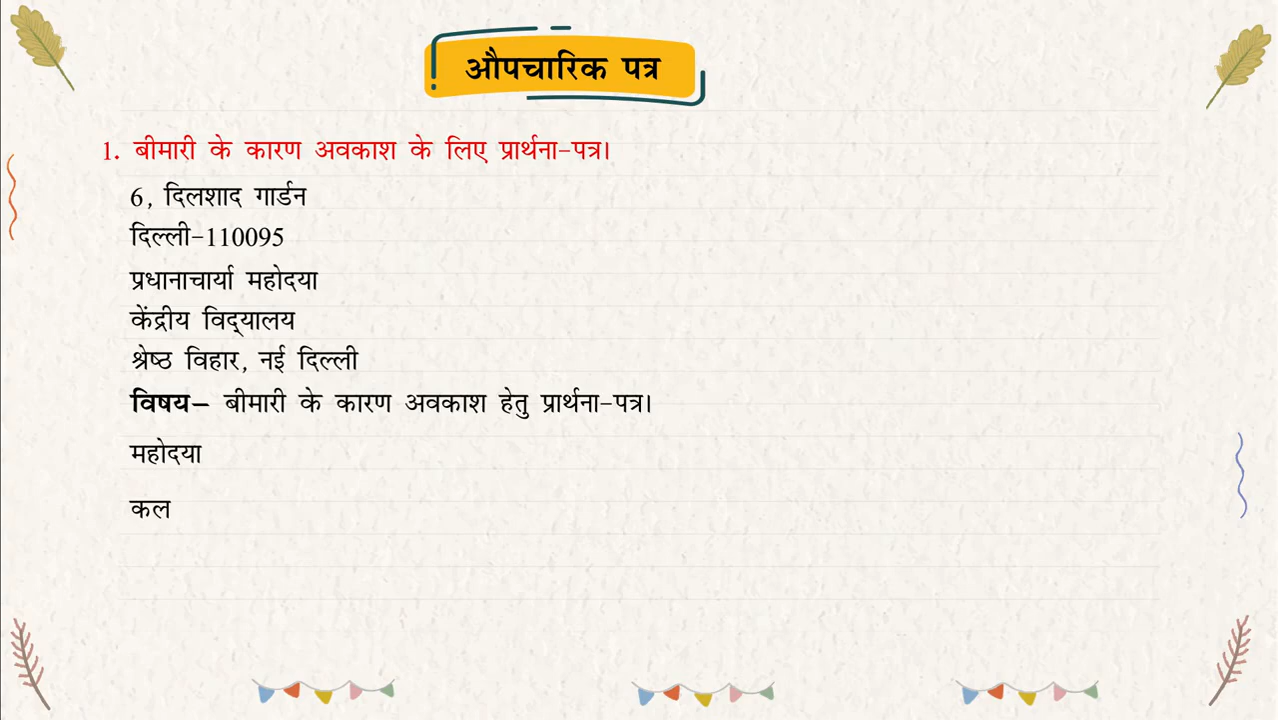 औपचारिक पत्र
1. बीमारी के कारण अवकाश के लिए प्रार्थना-पत्र।
6, दिलशाद गार्डन
दिल्ली-110095
प्रधानाचार्या महोदया
केंद्रीय विद्‌यालय
श्रेष्ठ विहार, नई दिल्ली
विषय– बीमारी के कारण अवकाश हेतु प्रार्थना-पत्र।
महोदया
कल